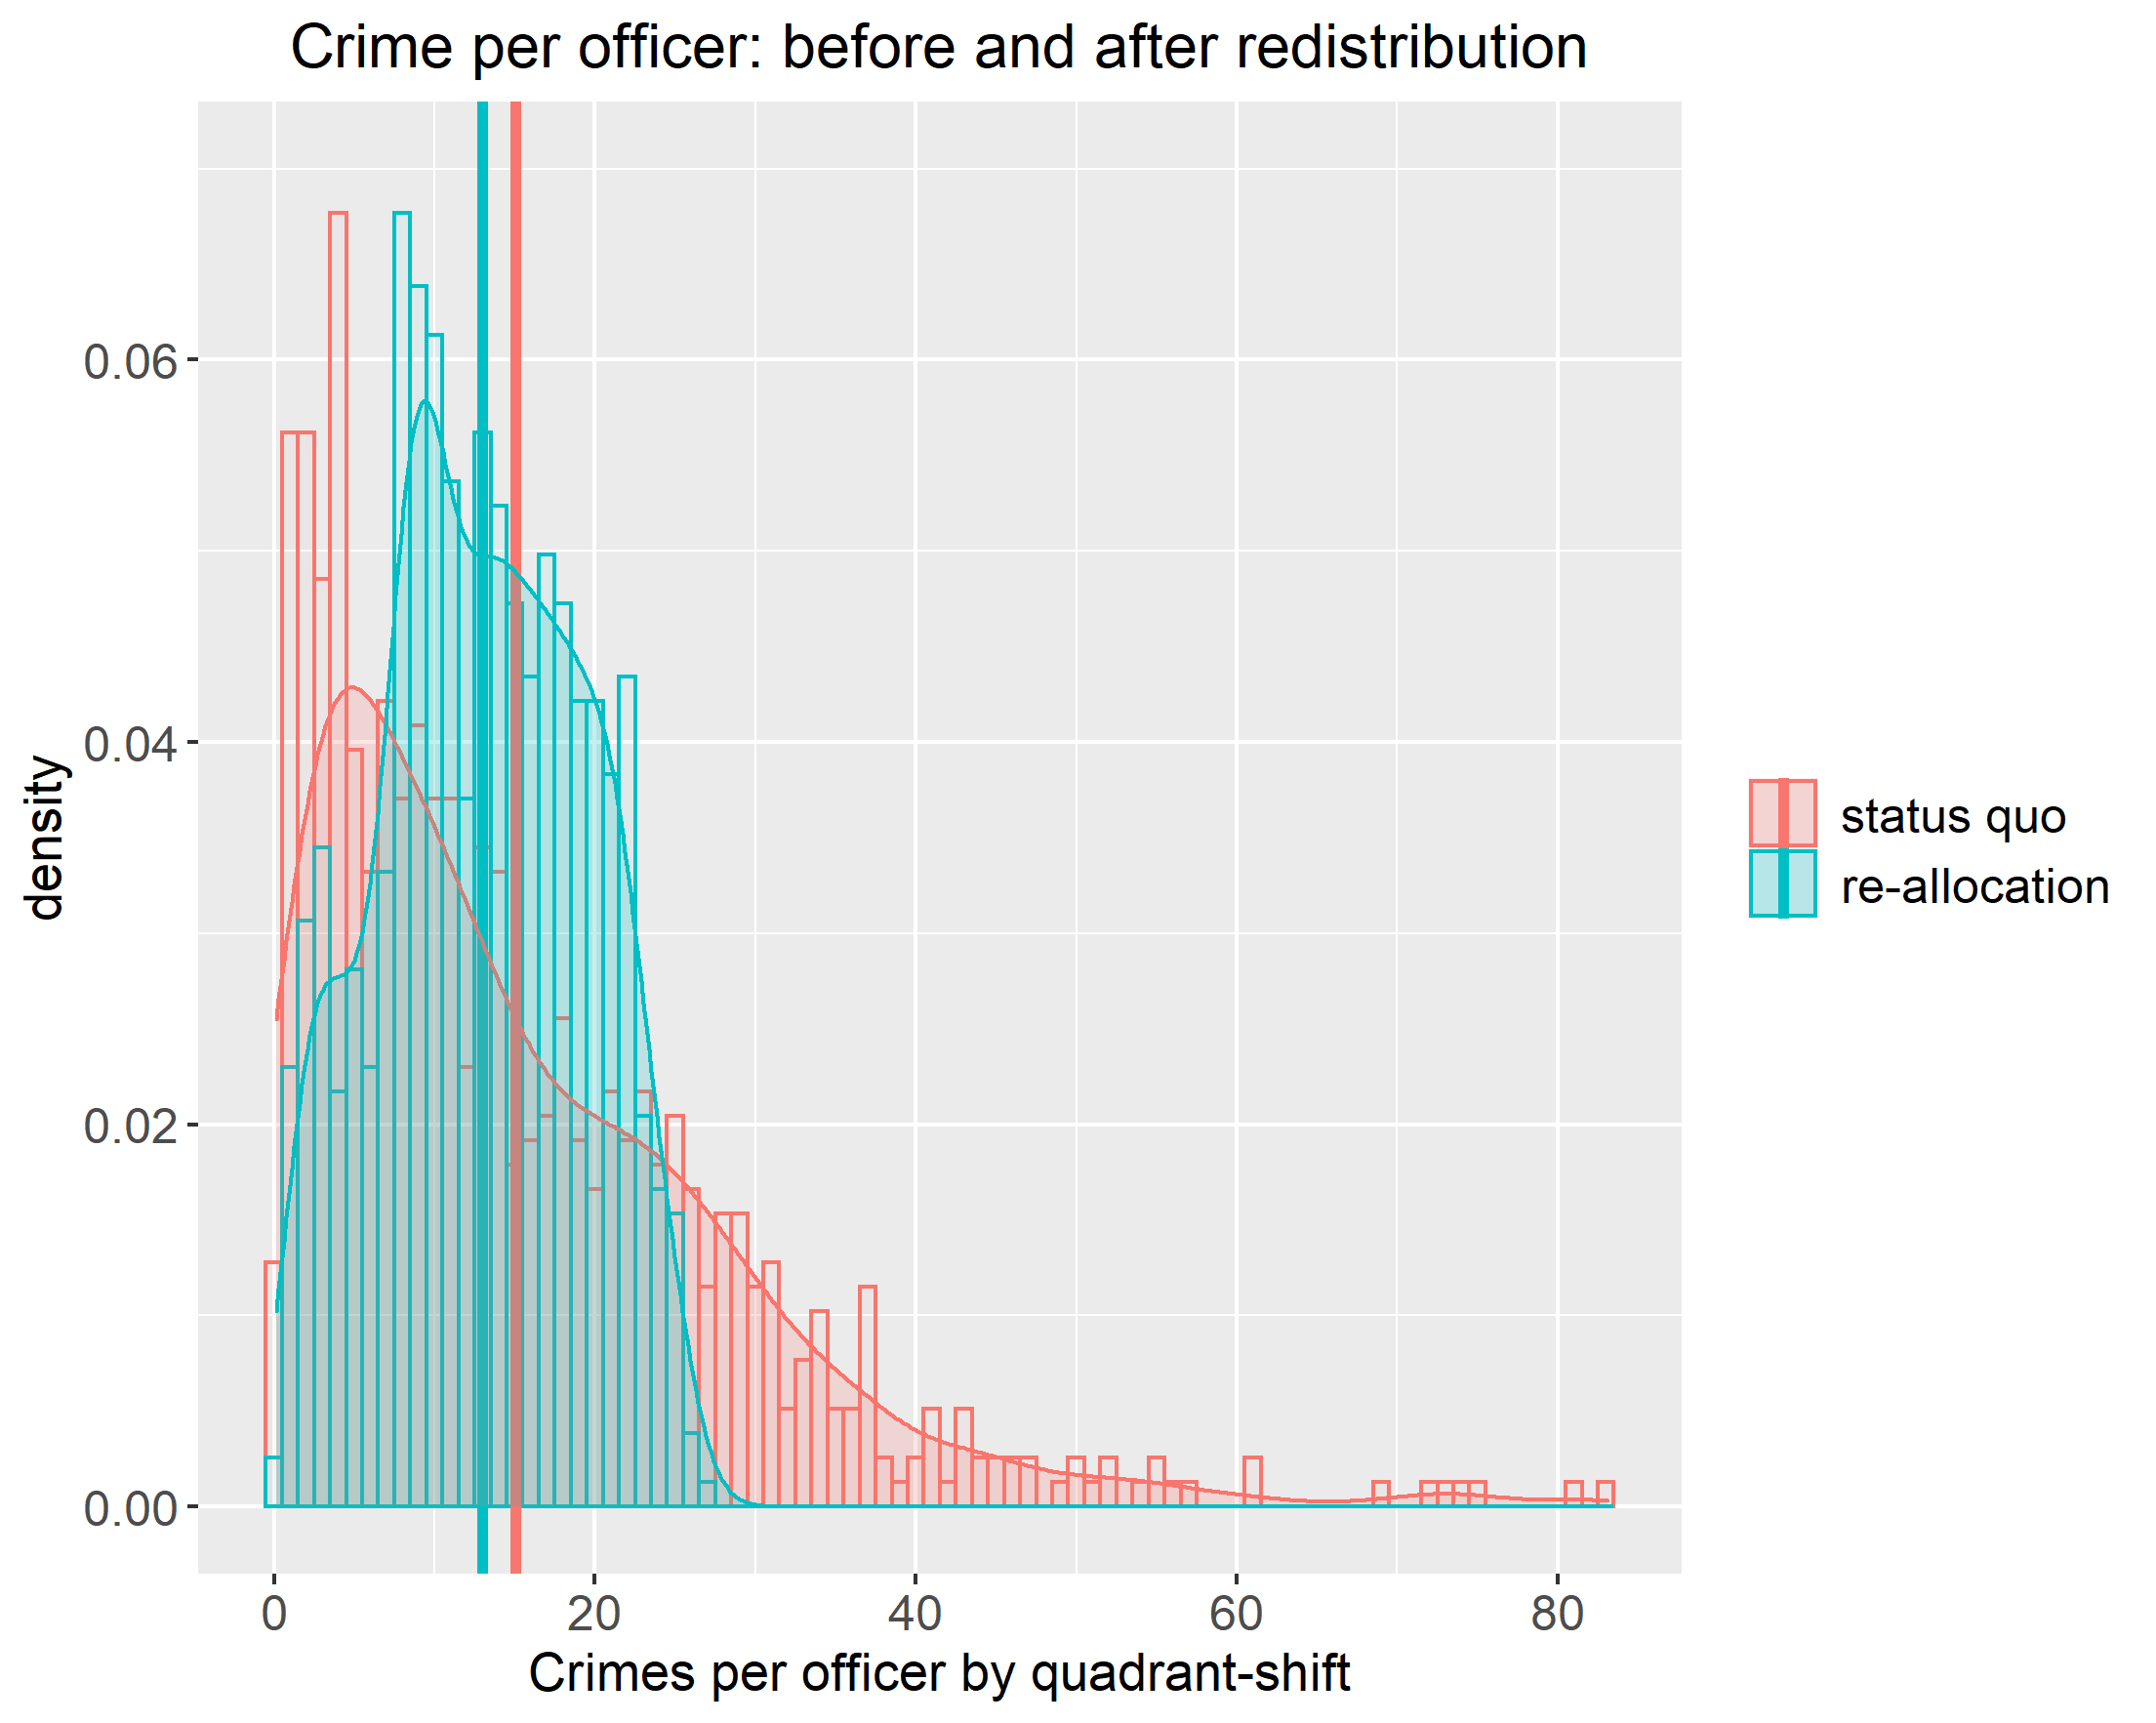 Crime per officer: before and after redistribution
density
0.06
0.04
0.02
0.00
0 20 40 60 80
Crimes per officer by quadrant-shift
status quo
re-allocation